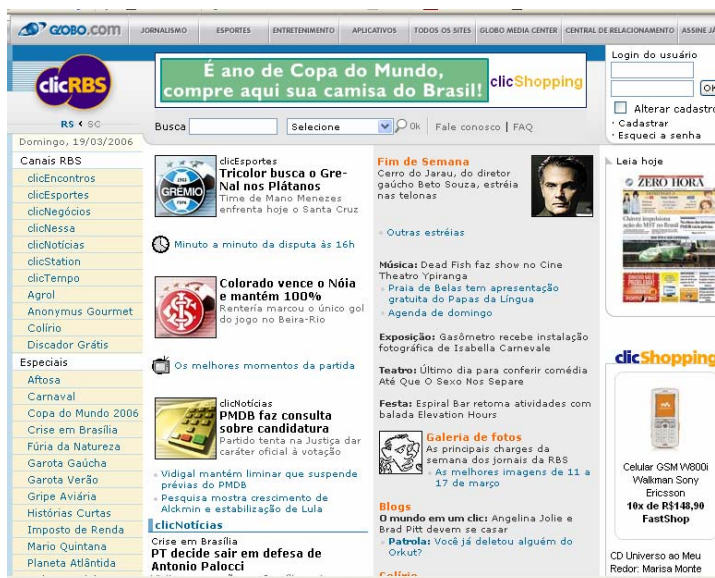 GLOBO.COM
JORNALISMO
ESPORTES
ENTRETENIMENTO
APLICATIVOS
TODOS OS SITES
GLOBO MEDIA CENTER
CENTRAL DE RELACIONAMENTO
ASSINE JÁ
clicRBS
RS < SC
Domingo, 19/03/2006
É ano de Copa do Mundo,
compre aqui sua camisa do Brasil!
clicShopping
Busca
Selecione
Ok
Fale conosco | FAQ
Login do usuário
OK
Alterar cadastro
Cadastrar
Esqueci a senha
Canais RBS
clicEncontros
clicEsportes
clicNegócios
clicNessa
clicNotícias
clicStation
clicTempo
Agrol
Anonymus Gourmet
Colírio
Discador Grátis
Especiais
Aftosa
Carnaval
Copa do Mundo 2006
Crise em Brasília
Fúria da Natureza
Garota Gaúcha
Garota Verão
Gripe Aviária
Histórias Curtas
Imposto de Renda
Mario Quintana
Planeta Atlântida
GRÊMIO
clicEsportes
Tricolor busca o Gre-
Nal nos Plátanos
Time de Mano Menezes
enfrenta hoje o Santa Cruz
Minuto a minuto da disputa às 16h
Colorado vence o Nóia
e mantém 100%
Rentería marcou o único gol
do jogo no Beira-Rio
Os melhores momentos da partida
clicNotícias
PMDB faz consulta
sobre candidatura
Partido tenta na Justiça dar
caráter oficial à votação
Vidigal mantém liminar que suspende
prévias do PMDB
Pesquisa mostra crescimento de
Alckmin e estabilização de Lula
clicNotícias
Crise em Brasília
PT decide sair em defesa de
Antonio Palocci
Fim de Semana
Cerro do Jarau, do diretor
gaúcho Beto Souza, estréia
nas telonas
Outras estréias
Música: Dead Fish faz show no Cine
Theatro Ypiranga
Praia de Belas tem apresentação
gratuita do Papas da Língua
Agenda de domingo
Exposição: Gasômetro recebe instalação
fotográfica de Isabella Carnevale
Teatro: Último dia para conferir comédia
Até Que O Sexo Nos Separe
Festa: Espiral Bar retoma atividades com
balada Elevation Hours
Galeria de fotos
As principais charges da
semana dos jornais da RBS
As melhores imagens de 11 a
17 de março
Blogs
O mundo em um clic: Angelina Jolie e
Brad Pitt devem se casar
Patrola: Você já deletou alguém do
Orkut?
Colírio
Leia hoje
ZERO HORA
clicShopping
Celular GSM W800i
Walkman Sony
Ericsson
10x de R$148,90
FastShop
CD Universo ao Meu
Redor: Marisa Monte